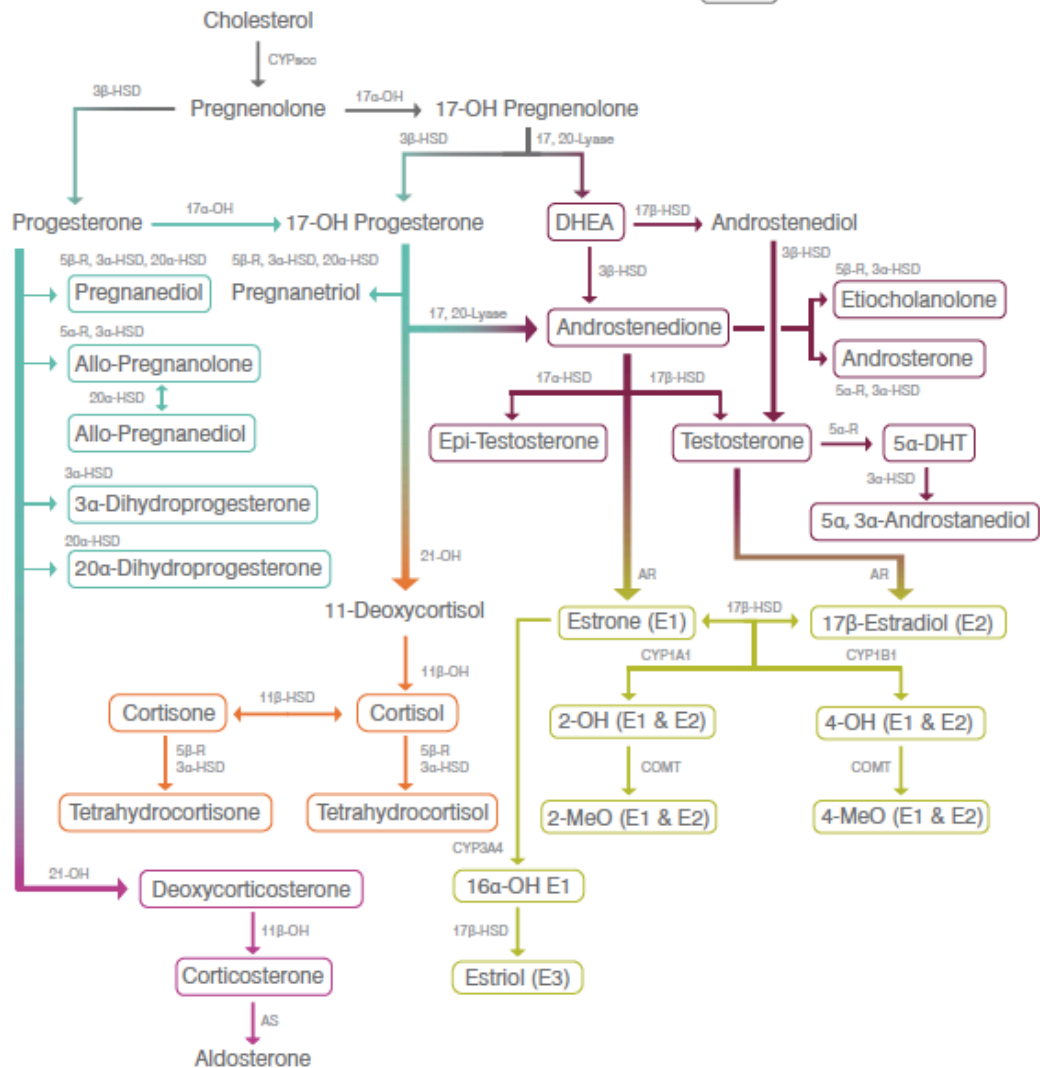 Cholesterol
CYPscc
3β-HSD
Pregnenolone
17α-OH
17-OH Pregnenolone
3β-HSD
17, 20-Lyase
Progesterone
17α-OH
17-OH Progesterone
DHEA
17β-HSD
Androstenediol
5β-R, 3α-HSD, 20α-HSD
Pregnanediol
5β-R, 3α-HSD, 20α-HSD
Pregnanetriol
3β-HSD
3β-HSD
5β-R, 3α-HSD
Etiocholanolone
17, 20-Lyase
Androstenedione
Androsterone
5α-R, 3α-HSD
5α-R, 3α-HSD
Allo-Pregnanolone
20α-HSD
Allo-Pregnanediol
17α-HSD
17β-HSD
Epi-Testosterone
Testosterone
5α-R
5α-DHT
3α-HSD
5α, 3α-Androstanediol
3α-HSD
3α-Dihydroprogesterone
20α-HSD
20α-Dihydroprogesterone
21-OH
11-Deoxycortisol
AR
AR
Estrone (E1)
17β-HSD
17β-Estradiol (E2)
11β-OH
CYP1A1
CYP1B1
Cortisone
11β-HSD
Cortisol
2-OH (E1 & E2)
4-OH (E1 & E2)
5β-R
3α-HSD
5β-R
3α-HSD
COMT
COMT
Tetrahydrocortisone
Tetrahydrocortisol
2-MeO (E1 & E2)
4-MeO (E1 & E2)
CYP3A4
21-OH
Deoxycorticosterone
16α-OH E1
11β-OH
17β-HSD
Corticosterone
Estriol (E3)
AS
Aldosterone